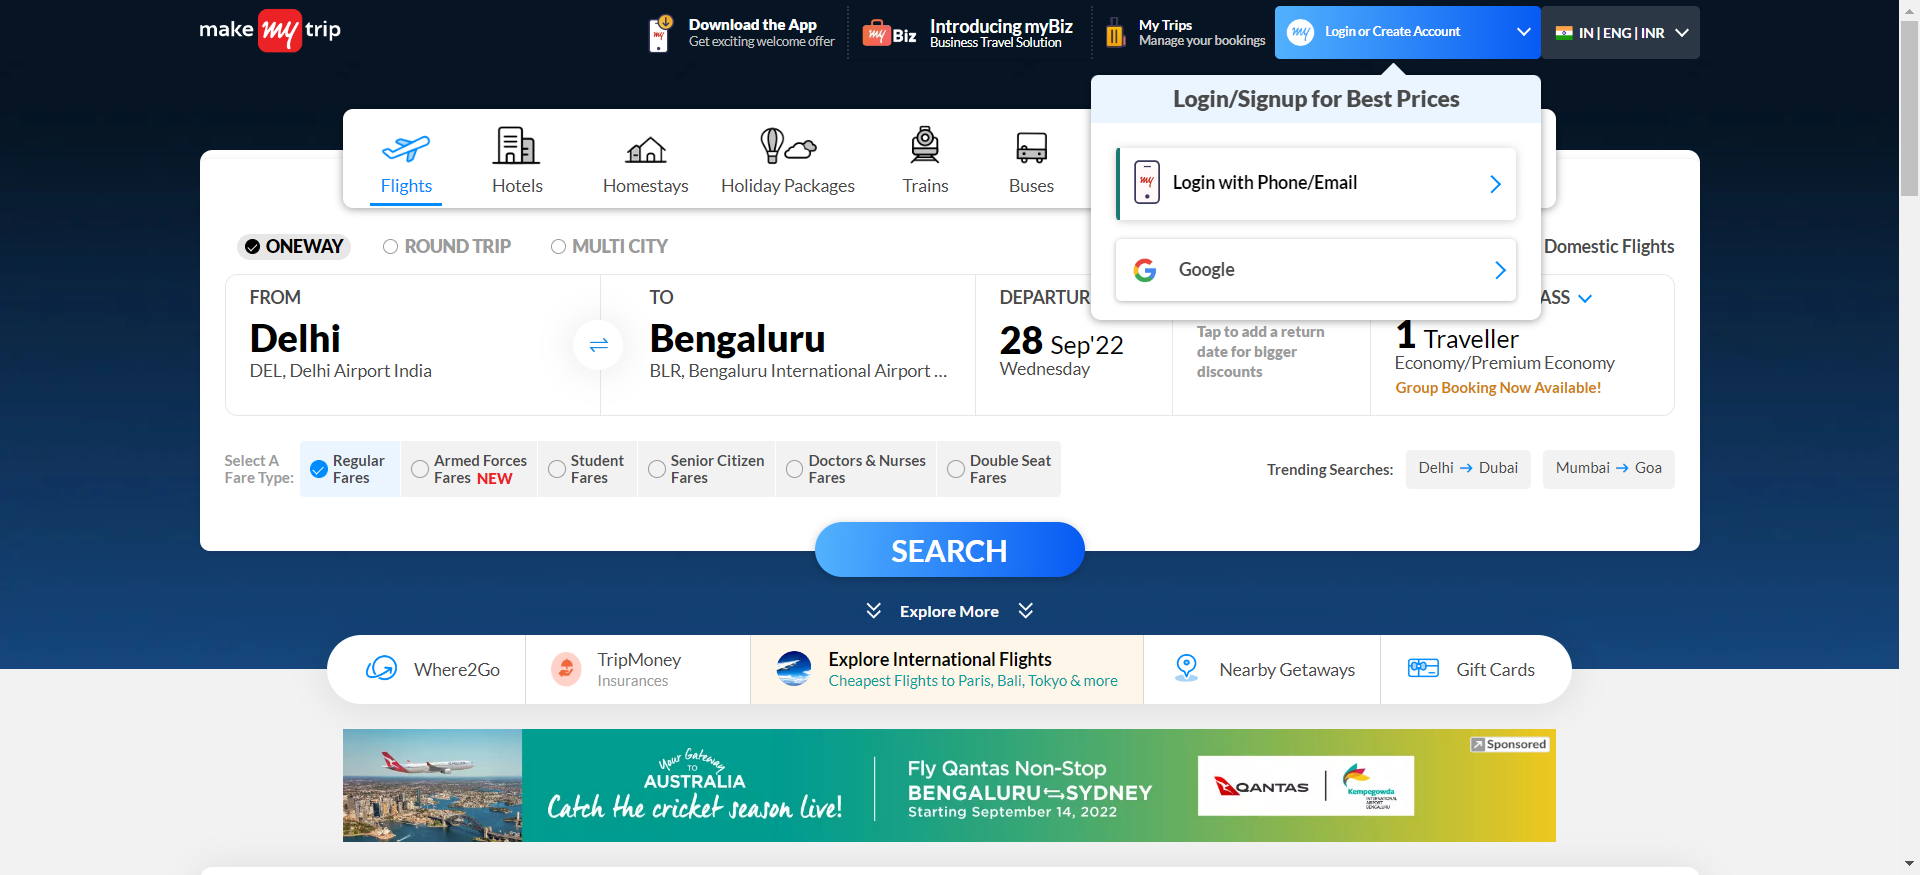 make my trip
Download the App
Get exciting welcome offer
my Biz
Introducing myBiz
Business Travel Solution
My Trips
Manage your bookings
my
Login or Create Account
IN | ENG | INR
Login/Signup for Best Prices
my
Login with Phone/Email
Google
Flights
Hotels
Homestays
Holiday Packages
Trains
Buses
ONEWAY
ROUND TRIP
MULTI CITY
Domestic Flights
FROM
Delhi
DEL, Delhi Airport India
TO
Bengaluru
BLR, Bengaluru International Airport ...
DEPARTUR
28 Sep'22
Wednesday
Tap to add a return
date for bigger
discounts
ASS
1 Traveller
Economy/Premium Economy
Group Booking Now Available!
Select A
Fare Type:
Regular
Fares
Armed Forces
Fares NEW
Student
Fares
Senior Citizen
Fares
Doctors & Nurses
Fares
Double Seat
Fares
Trending Searches:
Delhi → Dubai
Mumbai → Goa
SEARCH
Explore More
Where2Go
TripMoney
Insurances
Explore International Flights
Cheapest Flights to Paris, Bali, Tokyo & more
Nearby Getaways
Gift Cards
Your Gateway
TO
AUSTRALIA
Catch the cricket season live!
Fly Qantas Non-Stop
BENGALURU⇆SYDNEY
Starting September 14, 2022
QANTAS
Kempegowda
INTERNATIONAL
AIRPORT
BENGALURU
Sponsored